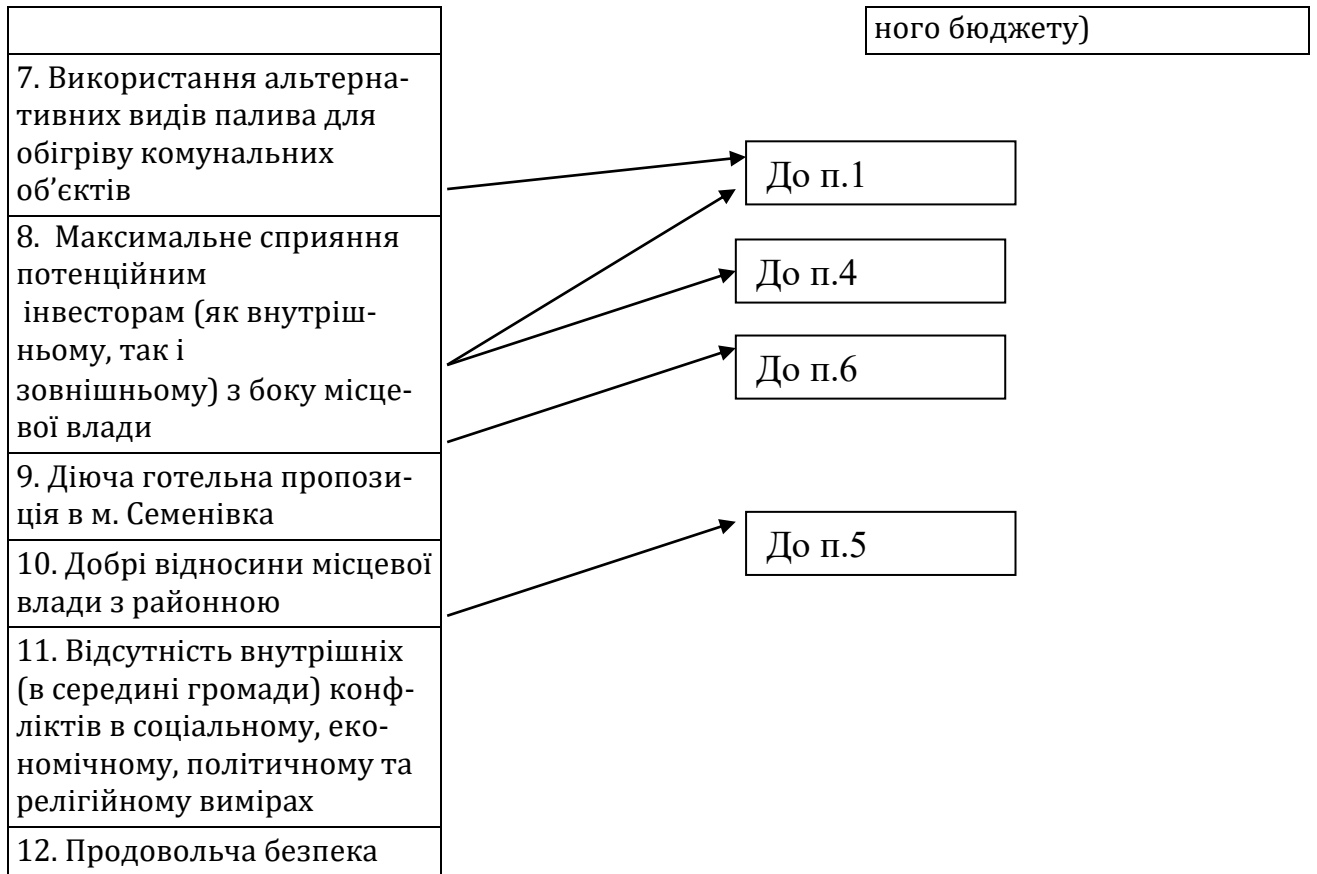 ного бюджету)
7. Використання альтерна-
тивних видів палива для
обігріву комунальних
об’єктів
8.  Максимальне сприяння
потенційним
інвесторам (як внутріш-
ньому, так і
зовнішньому) з боку місце-
вої влади
9. Діюча готельна пропози-
ція в м. Семенівка
10. Добрі відносини місцевої
влади з районною
11. Відсутність внутрішніх
(в середині громади) конф-
ліктів в соціальному, еко-
номічному, політичному та
релігійному вимірах
12. Продовольча безпека
До п.1
До п.4
До п.6
До п.5